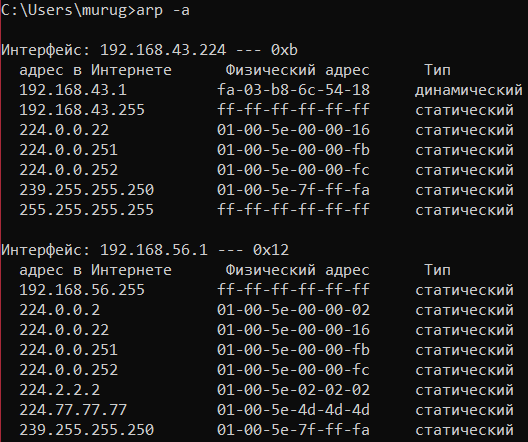 C:\Users\murug>arp -a
Интерфейс: 192.168.43.224 --- 0xb
адрес в Интернете Физический адрес Тип
192.168.43.1 fa-03-b8-6c-54-18 динамический
192.168.43.255 ff-ff-ff-ff-ff-ff статический
224.0.0.22 01-00-5e-00-00-16 статический
224.0.0.251 01-00-5e-00-00-fb статический
224.0.0.252 01-00-5e-00-00-fc статический
239.255.255.250 01-00-5e-7f-ff-fa статический
255.255.255.255 ff-ff-ff-ff-ff-ff статический
Интерфейс: 192.168.56.1 --- 0x12
адрес в Интернете Физический адрес Тип
192.168.56.255 ff-ff-ff-ff-ff-ff статический
224.0.0.2 01-00-5e-00-00-02 статический
224.0.0.22 01-00-5e-00-00-16 статический
224.0.0.251 01-00-5e-00-00-fb статический
224.0.0.252 01-00-5e-00-00-fc статический
224.2.2.2 01-00-5e-02-02-02 статический
224.77.77.77 01-00-5e-4d-4d-4d статический
239.255.255.250 01-00-5e-7f-ff-fa статический